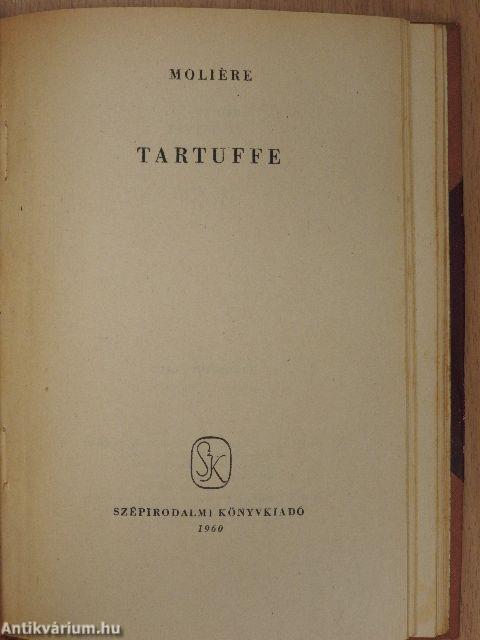 MOLIÈRE
TARTUFFE
SK
SZÉPIRODALMI KÖNYVKIADÓ
1960
Antikvárium.hu